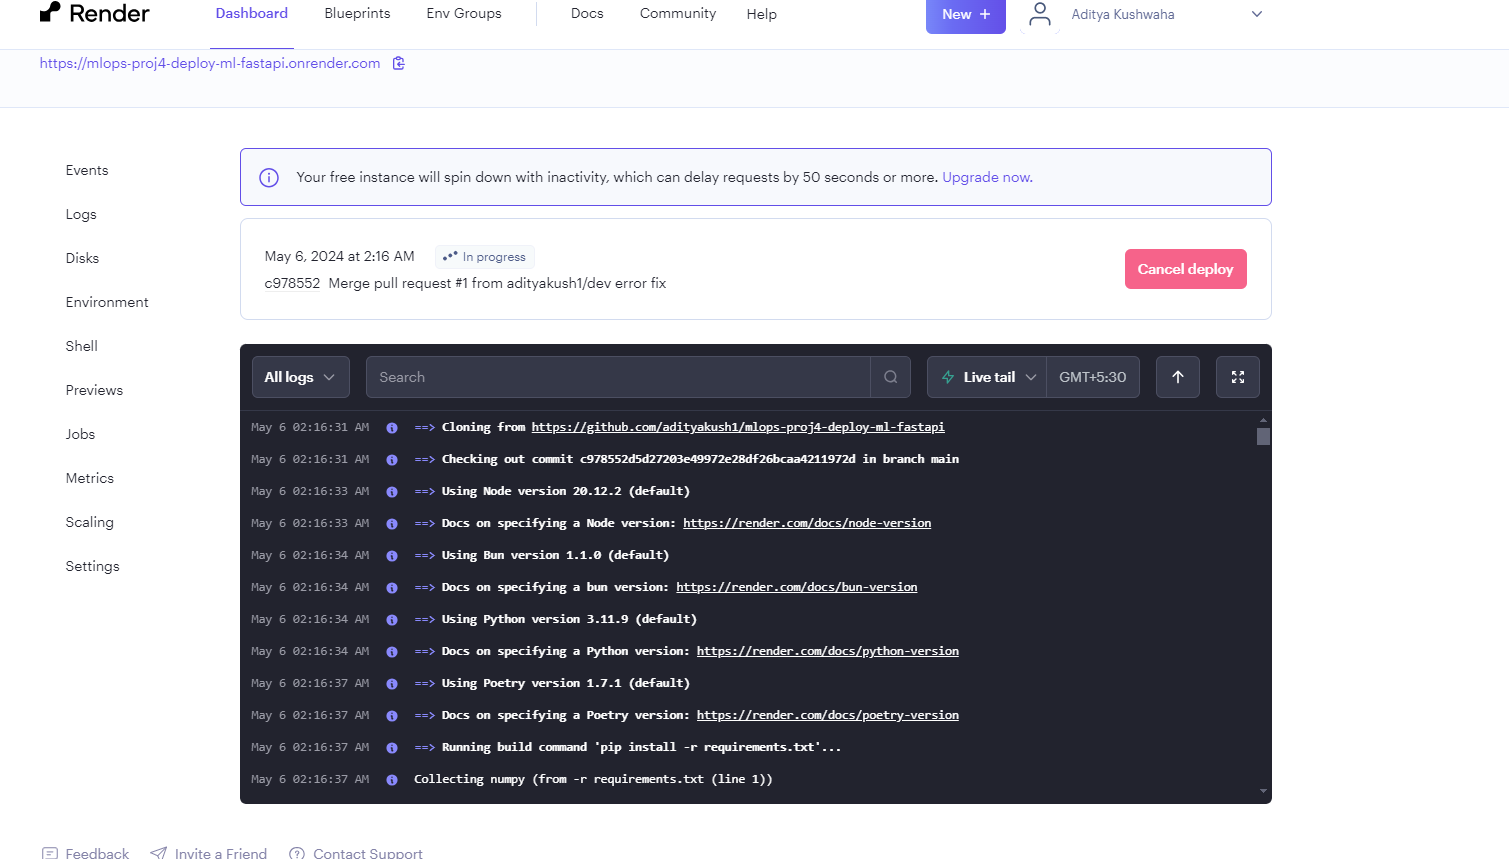 Render
Dashboard Blueprints Env Groups Docs Community Help New + Aditya Kushwaha
https://mlops-proj4-deploy-ml-fastapi.onrender.com
Events
Logs
Disks
Environment
Shell
Previews
Jobs
Metrics
Scaling
Settings
Your free instance will spin down with inactivity, which can delay requests by 50 seconds or more. Upgrade now.
May 6, 2024 at 2:16 AM In progress
c978552 Merge pull request #1 from adityakush1/dev error fix
Cancel deploy
All logs Search Live tail GMT+5:30
May 6 02:16:31 AM ==> Cloning from https://github.com/adityakush1/mlops-proj4-deploy-ml-fastapi
May 6 02:16:31 AM ==> Checking out commit c978552d5d27203e49972e28df26bcaa4211972d in branch main
May 6 02:16:33 AM ==> Using Node version 20.12.2 (default)
May 6 02:16:33 AM ==> Docs on specifying a Node version: https://render.com/docs/node-version
May 6 02:16:34 AM ==> Using Bun version 1.1.0 (default)
May 6 02:16:34 AM ==> Docs on specifying a bun version: https://render.com/docs/bun-version
May 6 02:16:34 AM ==> Using Python version 3.11.9 (default)
May 6 02:16:34 AM ==> Docs on specifying a Python version: https://render.com/docs/python-version
May 6 02:16:37 AM ==> Using Poetry version 1.7.1 (default)
May 6 02:16:37 AM ==> Docs on specifying a Poetry version: https://render.com/docs/poetry-version
May 6 02:16:37 AM ==> Running build command 'pip install -r requirements.txt'...
May 6 02:16:37 AM Collecting numpy (from -r requirements.txt (line 1))
Feedback Invite a Friend Contact Support